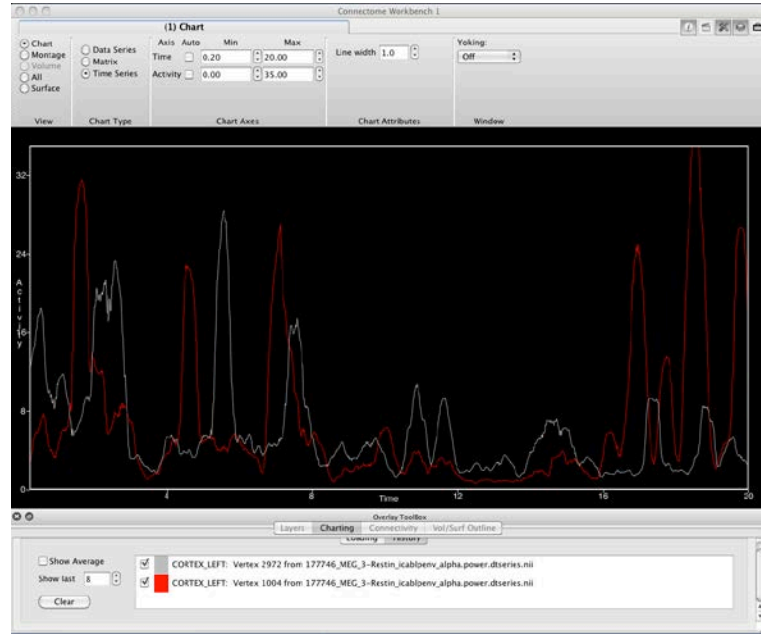 Connectome Workbench 1
(1) Chart
Chart
Montage
Volume
All
Surface
View
Data Series
Matrix
Time Series
Chart Type
Axis Auto Min Max
Time 0.20 20.00
Activity 0.00 35.00
Chart Axes
Line width 1.0
Chart Attributes
Yoking:
Off
Window
32
24
16
8
0
Activity
4 8 12 16 20
Time
Overlay ToolBox
Layers Charting Connectivity Vol/Surf Outline
Loading History
Show Average
Show last 8
Clear
CORTEX_LEFT: Vertex 2972 from 177746_MEG_3-Restin_icablpenv_alpha.power.dtseries.nii
CORTEX_LEFT: Vertex 1004 from 177746_MEG_3-Restin_icablpenv_alpha.power.dtseries.nii